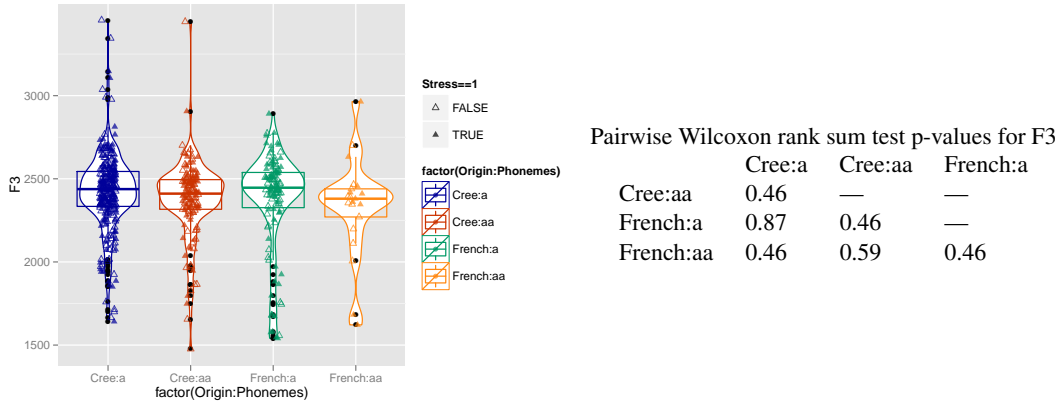 3000
2500
2000
1500
F3
Cree:a Cree:aa French:a French:aa
factor(Origin:Phonemes)
Stress==1
FALSE
TRUE
factor(Origin:Phonemes)
Cree:a
Cree:aa
French:a
French:aa
Pairwise Wilcoxon rank sum test p-values for F3
Cree:a Cree:aa French:a
Cree:aa 0.46 — —
French:a 0.87 0.46 —
French:aa 0.46 0.59 0.46